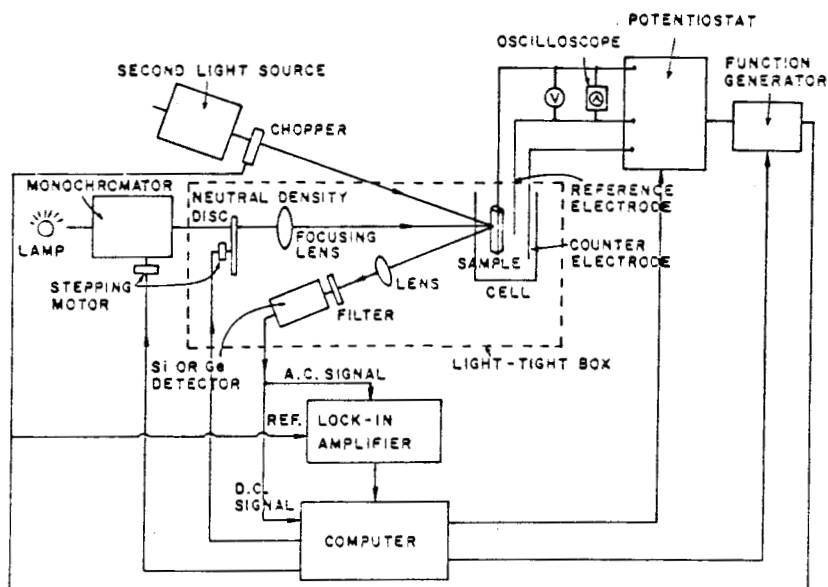 POTENTIOSTAT
OSCILLOSCOPE
FUNCTION
GENERATOR
SECOND LIGHT
SOURCE
CHOPPER
V
MONOCHROMATOR
NEUTRAL DENSITY
DISC
REFERENCE
ELECTRODE
LAMP
FOCUSING
LENS
SAMPLE
COUNTER
ELECTRODE
STEPPING
MOTOR
LENS
CELL
FILTER
Si OR Ge
DETECTOR
LIGHT-TIGHT BOX
A.C. SIGNAL
REF.
LOCK-IN
AMPLIFIER
D.C.
SIGNAL
COMPUTER